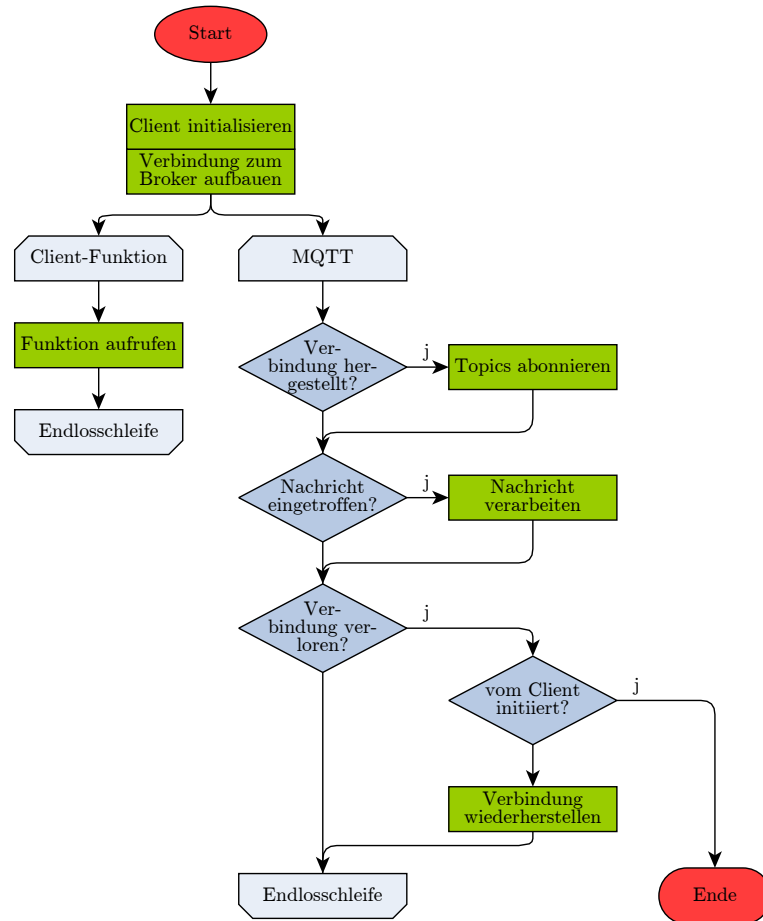 Start
Client initialisieren
Verbindung zum
Broker aufbauen
Client-Funktion
MQTT
Funktion aufrufen
Ver-
bindung her-
gestellt?
j
Topics abonnieren
Endlosschleife
Nachricht
eingetroffen?
j
Nachricht
verarbeiten
Ver-
bindung ver-
loren?
j
vom Client
initiiert?
j
Verbindung
wiederherstellen
Endlosschleife
Ende